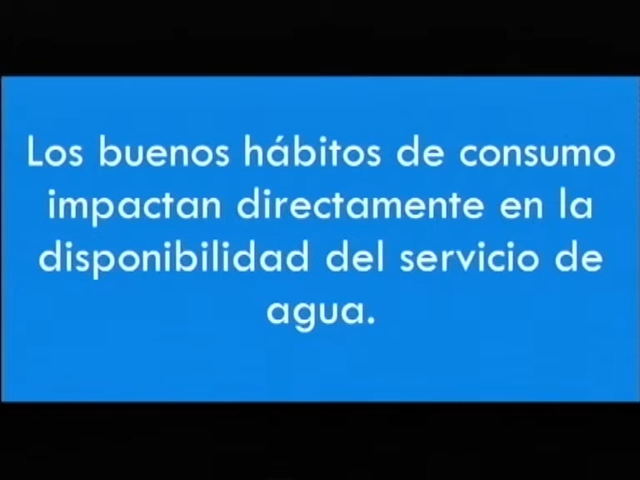 Los buenos hábitos de consumo
impactan directamente en la
disponibilidad del servicio de
agua.